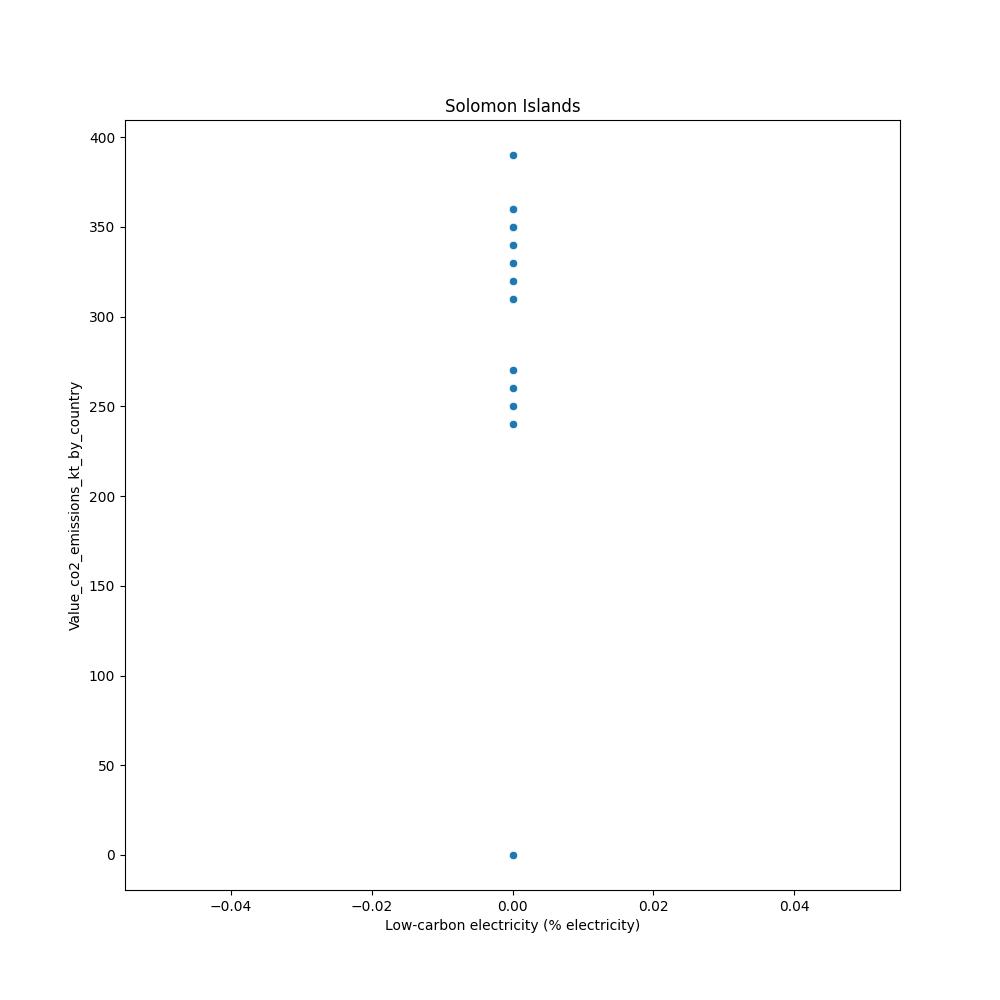 Solomon Islands
400
350
300
250
200
150
100
50
0
Value_co2_emissions_kt_by_country
−0.04 −0.02 0.00 0.02 0.04
Low-carbon electricity (% electricity)